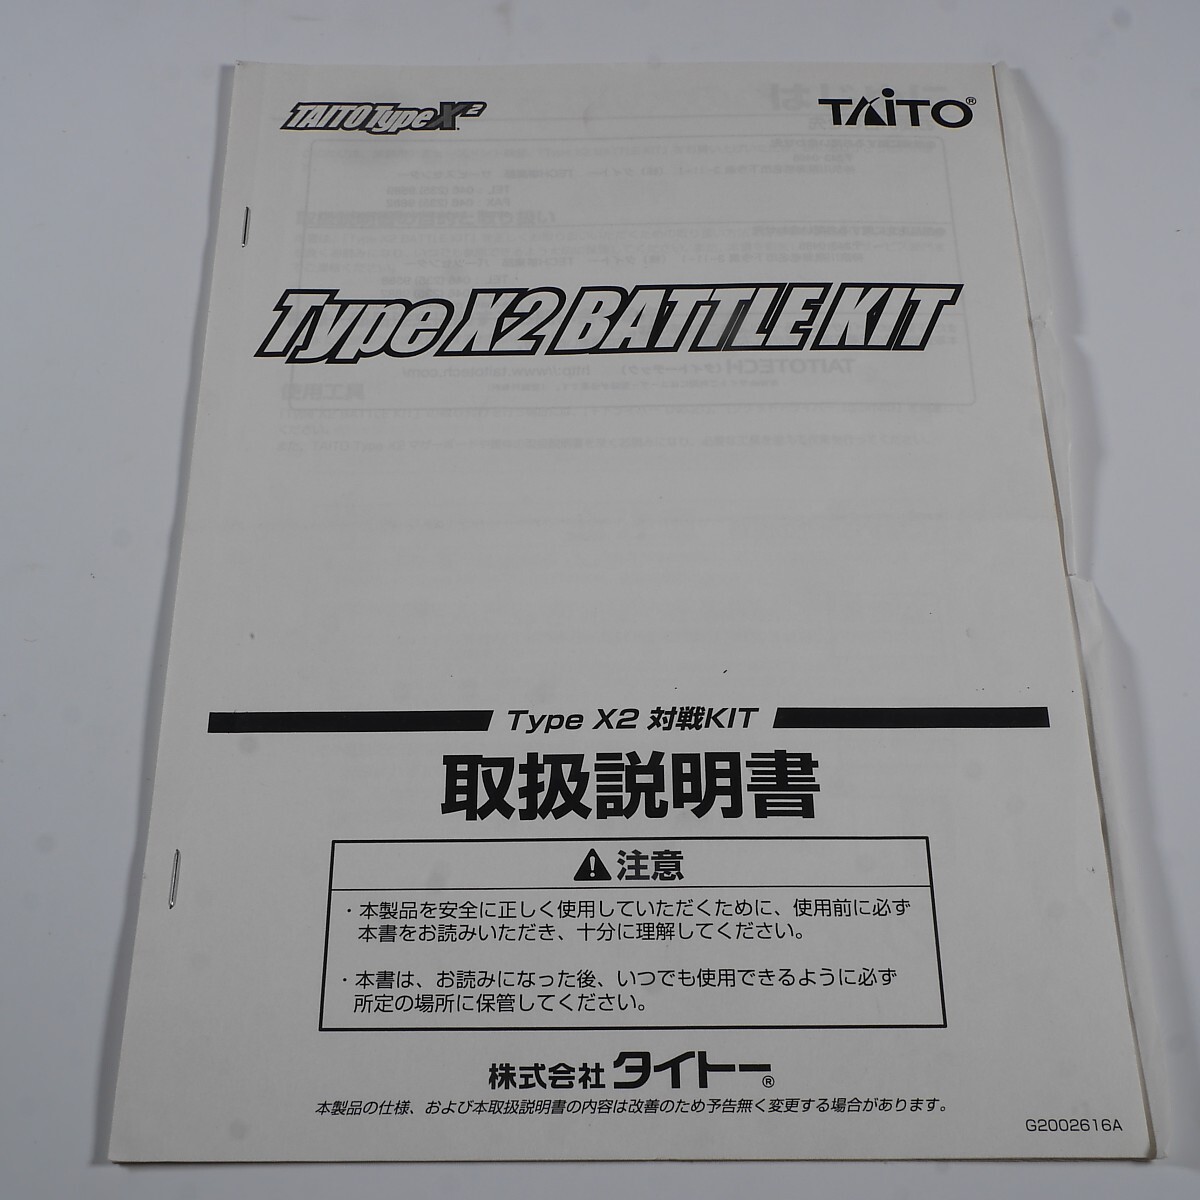 TAITO Type X2
TAITO®
Type X2 BATTLE KIT
Type X2 対戦KIT
取扱説明書
注意
・本製品を安全に正しく使用していただくために、使用前に必ず
本書をお読みいただき、十分に理解してください。
・本書は、お読みになった後、いつでも使用できるように必ず
所定の場所に保管してください。
株式会社 タイトー®
本製品の仕様、および本取扱説明書の内容は改善のため予告無く変更する場合があります。
G2002616A